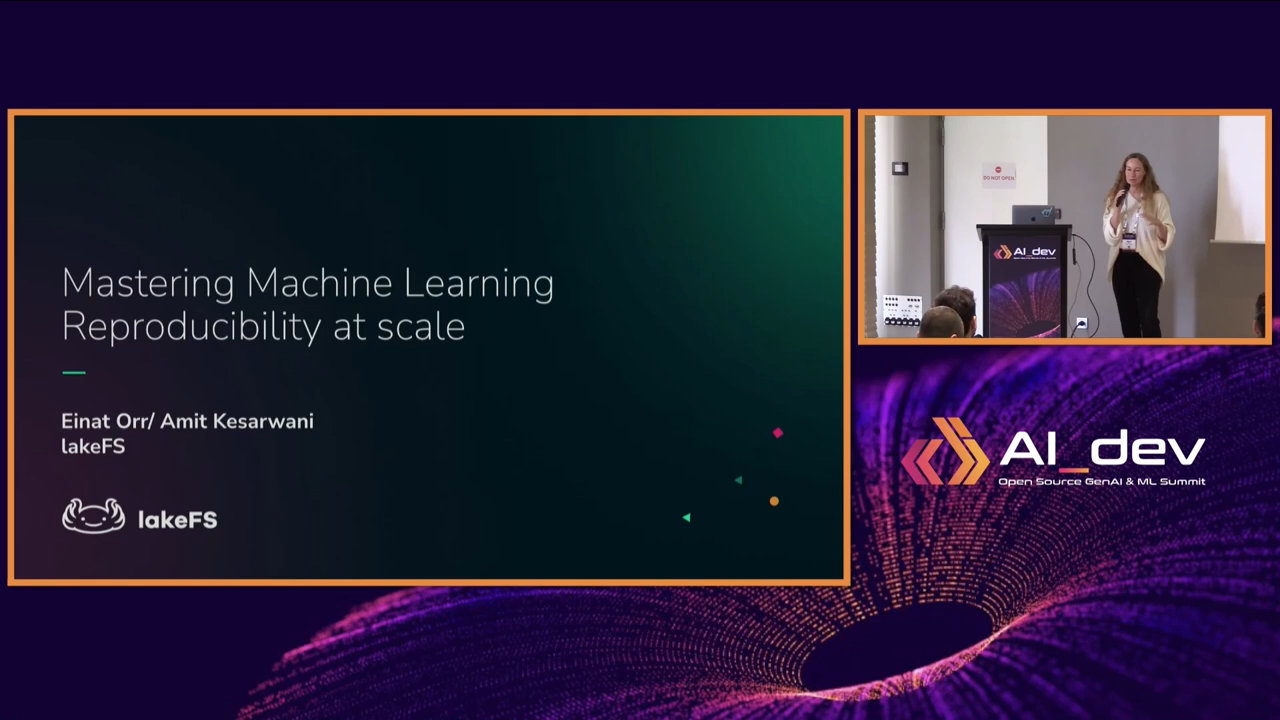 Mastering Machine Learning
Reproducibility at scale
Einat Orr/ Amit Kesarwani
lakeFS
lakeFS
DO NOT OPEN
AI_dev
AI_dev
Open Source GenAI & ML Summit